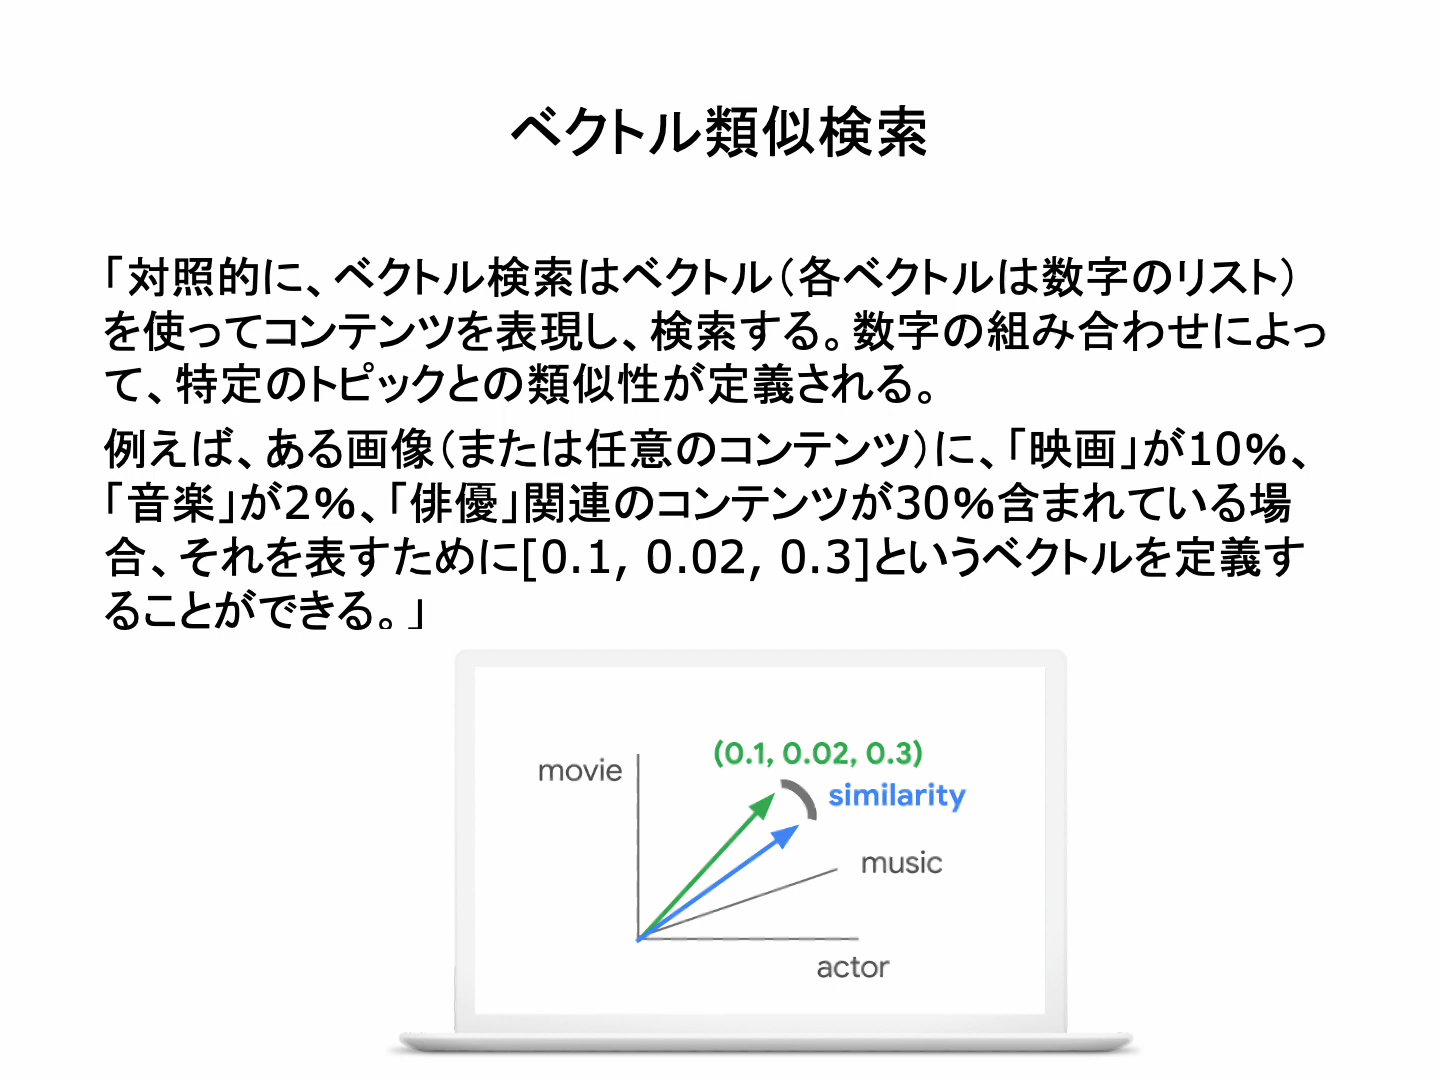 ベクトル類似検索
「対照的に、ベクトル検索はベクトル（各ベクトルは数字のリスト）
を使ってコンテンツを表現し、検索する。数字の組み合わせによっ
て、特定のトピックとの類似性が定義される。
例えば、ある画像（または任意のコンテンツ）に、「映画」が10%、
「音楽」が2%、「俳優」関連のコンテンツが30%含まれている場
合、それを表すために[0.1, 0.02, 0.3]というベクトルを定義す
ることができる。」
(0.1, 0.02, 0.3)
movie
similarity
music
actor